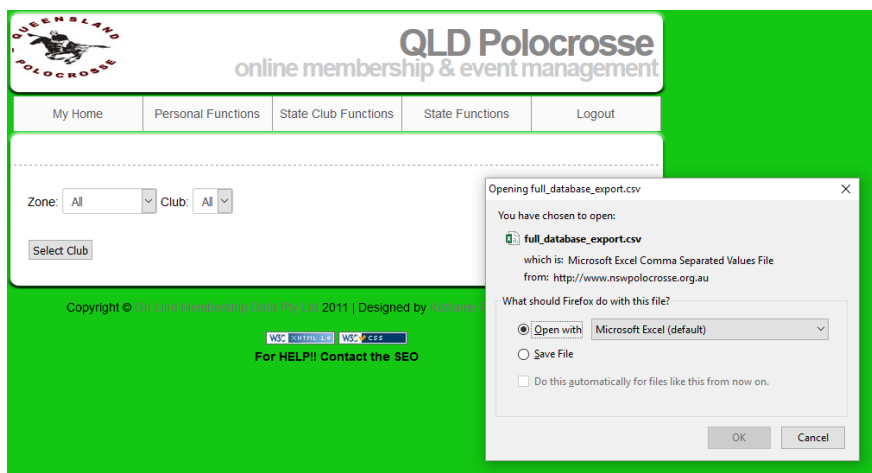 QUEENSLAND
POLOCROSSE
QLD Polocrosse
online membership & event management
My Home Personal Functions State Club Functions State Functions Logout
Zone: All Club: All
Select Club
Copyright © On Line Membership Data Pty Ltd 2011 | Designed by
W3C XHTML 1.0 W3C css
For HELP!! Contact the SEO
Opening full_database_export.csv
You have chosen to open:
full_database_export.csv
which is: Microsoft Excel Comma Separated Values File
from: http://www.nswpolocrosse.org.au
What should Firefox do with this file?
Open with Microsoft Excel (default)
Save File
Do this automatically for files like this from now on.
OK Cancel